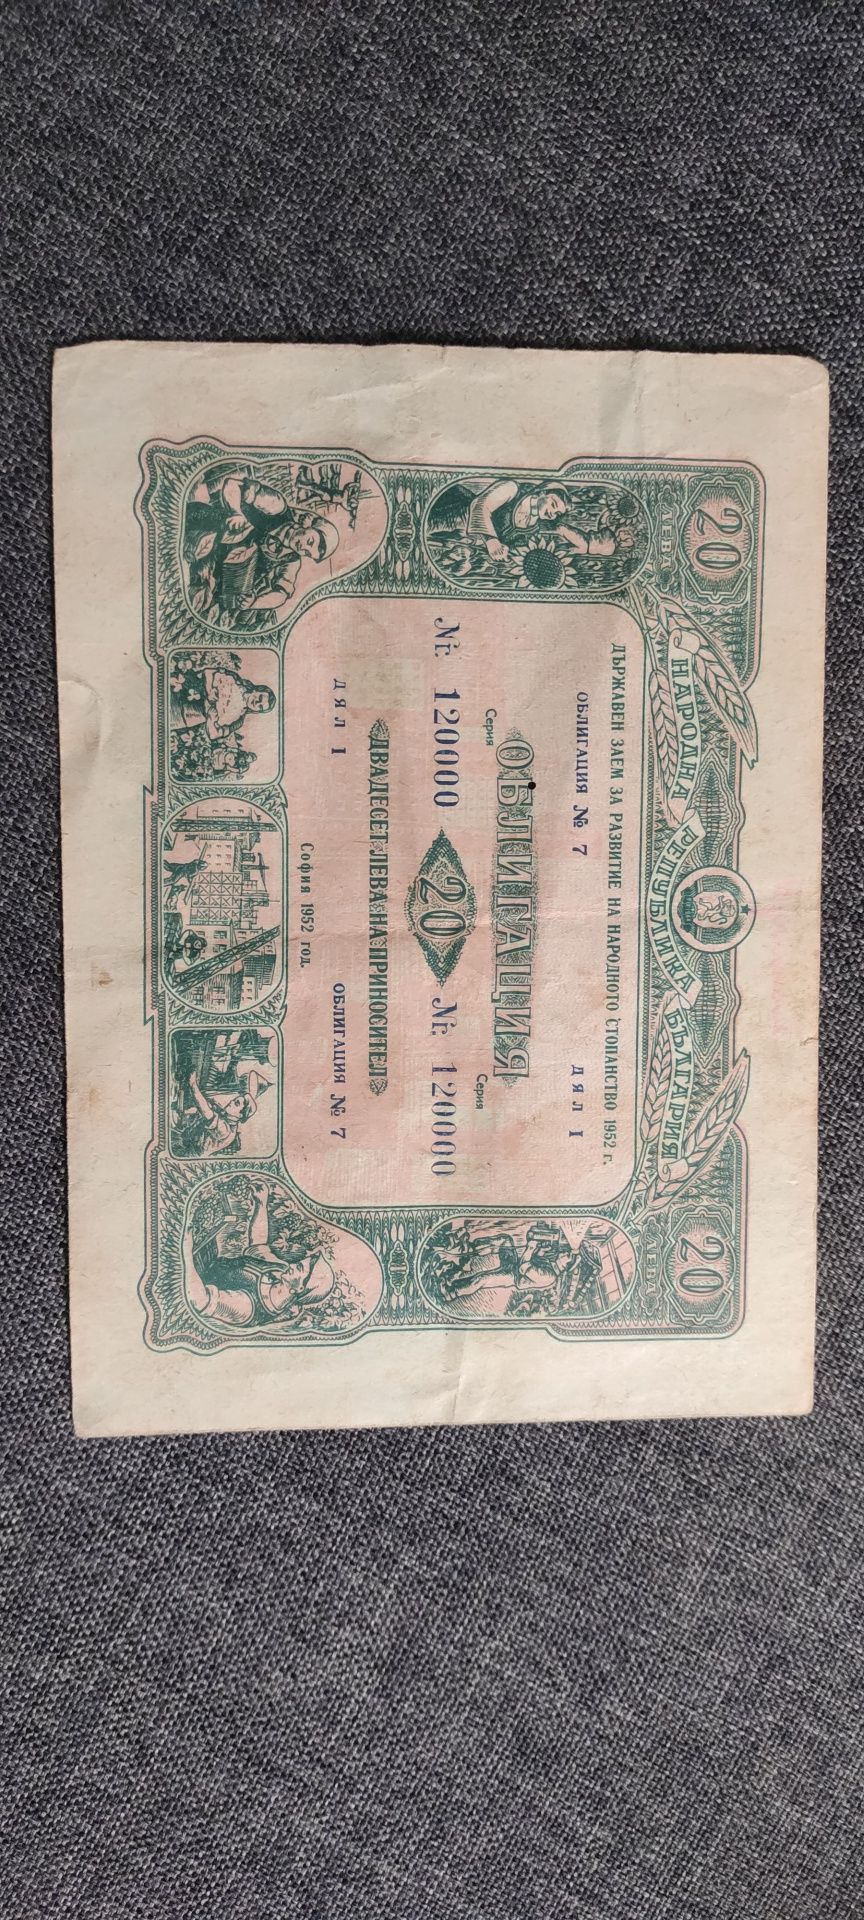 20 НАРОДНА РЕПУБЛИКА БЪЛГАРИЯ 20
ЛЕВА ЛЕВА
ДЪРЖАВЕН ЗАЕМ ЗА РАЗВИТИЕ НА НАРОДНОТО СТОПАНСТВО 1952 г.
ОБЛИГАЦИЯ № 7 ДЯЛ I
ОБЛИГАЦИЯ
Серия Серия
№ 120000 20 № 120000
ДВАДЕСЕТ ЛЕВА НА ПРИНОСИТЕЛ
ДЯЛ I ОБЛИГАЦИЯ № 7
София 1952 год.